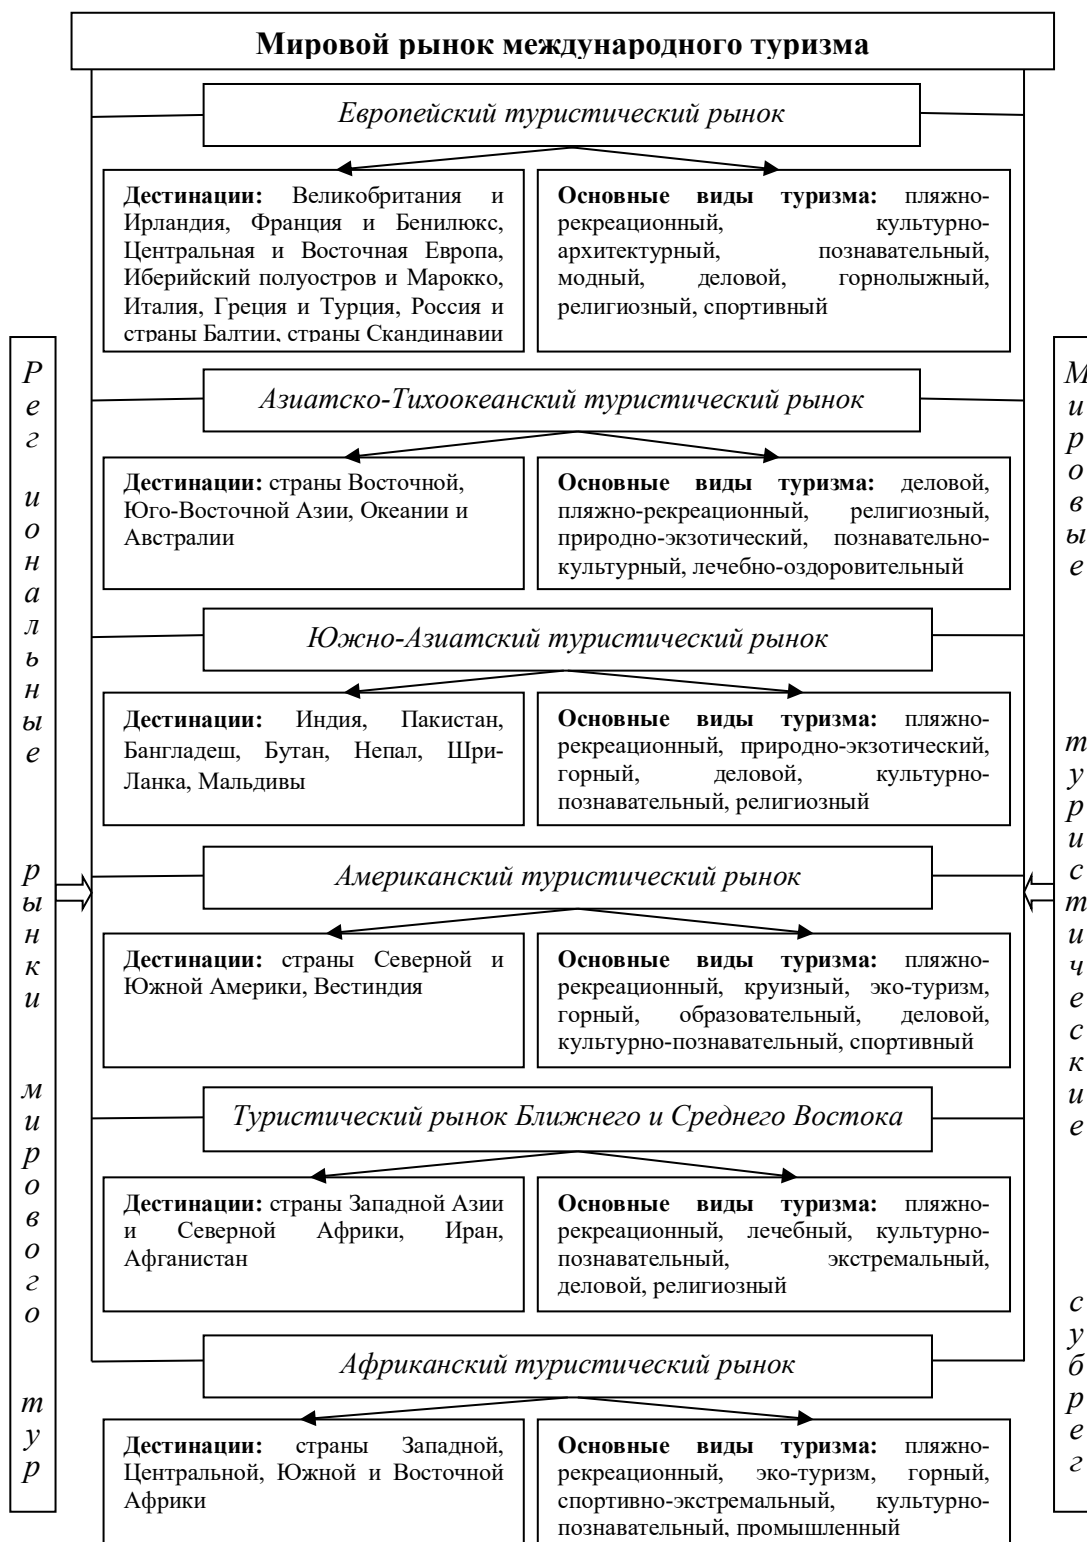 Мировой рынок международного туризма
Европейский туристический рынок
Дестинации: Великобритания и
Ирландия, Франция и Бенилюкс,
Центральная и Восточная Европа,
Иберийский полуостров и Марокко,
Италия, Греция и Турция, Россия и
страны Балтии, страны Скандинавии
Основные виды туризма: пляжно-
рекреационный, культурно-
архитектурный, познавательный,
модный, деловой, горнолыжный,
религиозный, спортивный
Азиатско-Тихоокеанский туристический рынок
Дестинации: страны Восточной,
Юго-Восточной Азии, Океании и
Австралии
Основные виды туризма: деловой,
пляжно-рекреационный, религиозный,
природно-экзотический, познавательно-
культурный, лечебно-оздоровительный
Южно-Азиатский туристический рынок
Дестинации: Индия, Пакистан,
Бангладеш, Бутан, Непал, Шри-
Ланка, Мальдивы
Основные виды туризма: пляжно-
рекреационный, природно-экзотический,
горный, деловой, культурно-
познавательный, религиозный
Американский туристический рынок
Дестинации: страны Северной и
Южной Америки, Вестиндия
Основные виды туризма: пляжно-
рекреационный, круизный, эко-туризм,
горный, образовательный, деловой,
культурно-познавательный, спортивный
Туристический рынок Ближнего и Среднего Востока
Дестинации: страны Западной Азии
и Северной Африки, Иран,
Афганистан
Основные виды туризма: пляжно-
рекреационный, лечебный, культурно-
познавательный, экстремальный,
деловой, религиозный
Африканский туристический рынок
Дестинации: страны Западной,
Центральной, Южной и Восточной
Африки
Основные виды туризма: пляжно-
рекреационный, эко-туризм, горный,
спортивно-экстремальный, культурно-
познавательный, промышленный
Региональные рынки мирового тур
Мировые туристические субрег